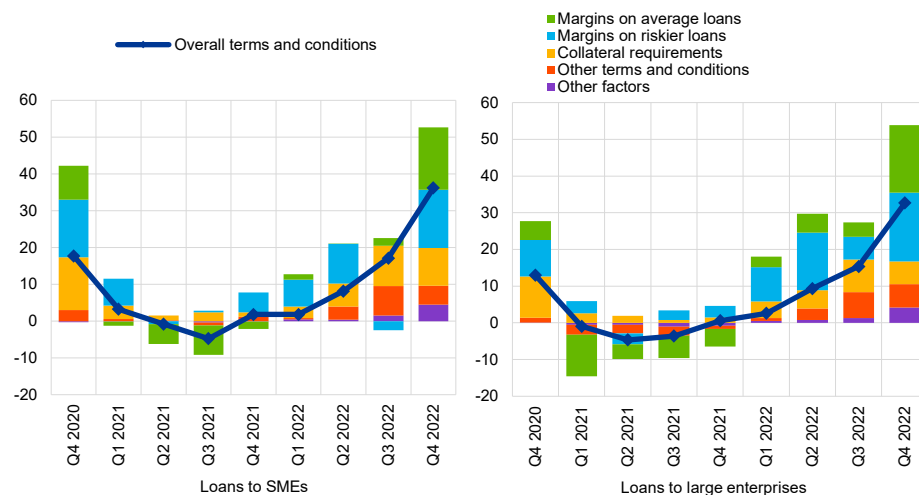 Overall terms and conditions
Margins on average loans
Margins on riskier loans
Collateral requirements
Other terms and conditions
Other factors
60
50
40
30
20
10
0
-10
-20
Q4 2020
Q1 2021
Q2 2021
Q3 2021
Q4 2021
Q1 2022
Q2 2022
Q3 2022
Q4 2022
Loans to SMEs
60
50
40
30
20
10
0
-10
-20
Q4 2020
Q1 2021
Q2 2021
Q3 2021
Q4 2021
Q1 2022
Q2 2022
Q3 2022
Q4 2022
Loans to large enterprises